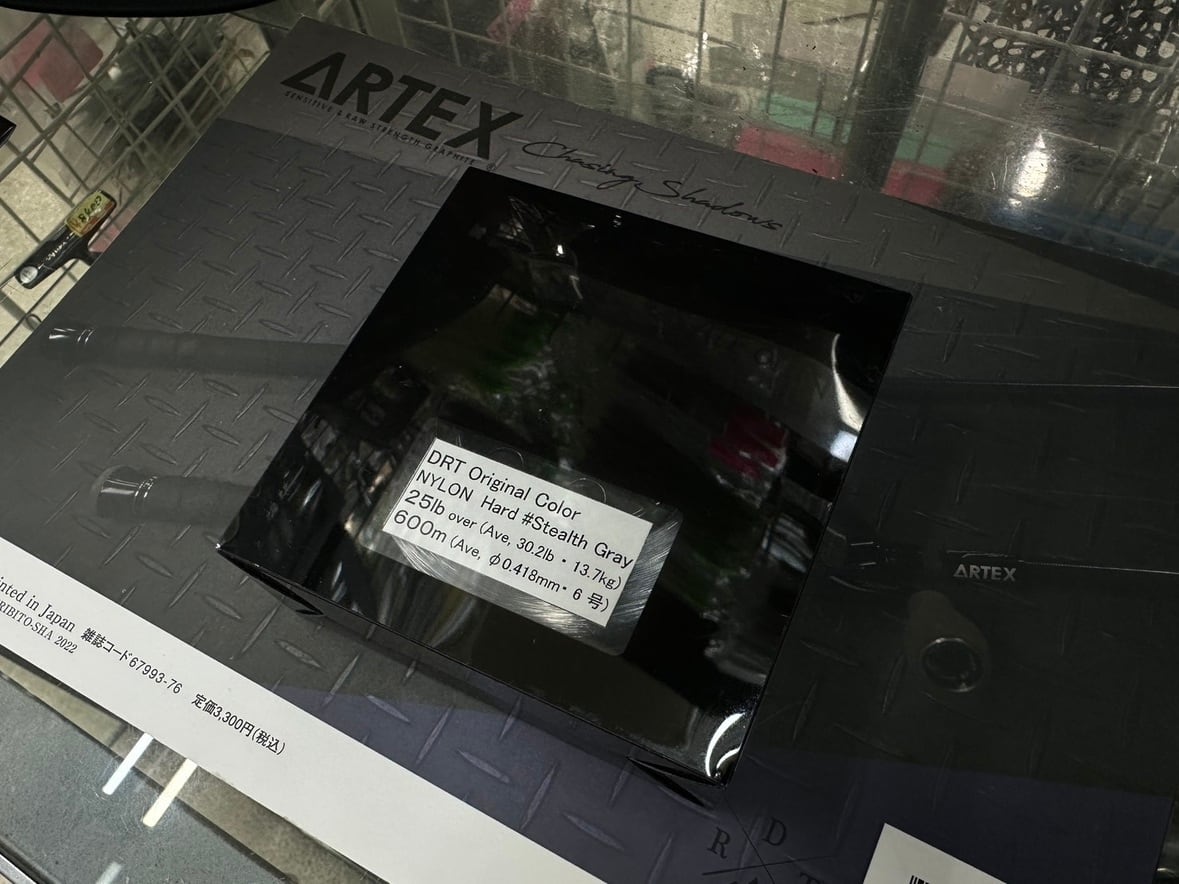 ARTEX
SENSITIVE & RAW STRENGTH GRAPHITE
®
Chasing Shadows
DRT Original Color
NYLON Hard #Stealth Gray
25lb over (Ave, 30.2lb・13.7kg)
600m (Ave, φ0.418mm・6 号)
ARTEX
inted in Japan 雑誌コード67993-76 定価3,300円(税込)
RIBITO-SHA 2022
D
R